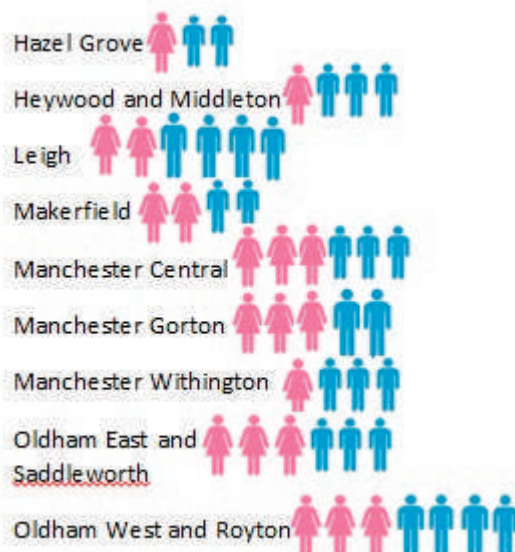 Hazel Grove
Heywood and Middleton
Leigh
Makerfield
Manchester Central
Manchester Gorton
Manchester Withington
Oldham East and
Saddleworth
Oldham West and Royton